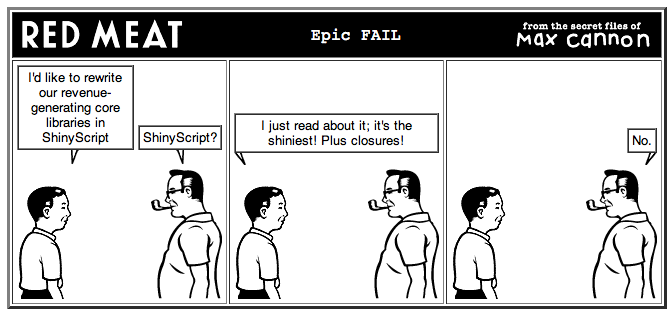 RED MEAT
Epic FAIL
from the secret files of
Max cannon
I'd like to rewrite
our revenue-
generating core
libraries in
ShinyScript
ShinyScript?
I just read about it; it's the
shiniest! Plus closures!
No.